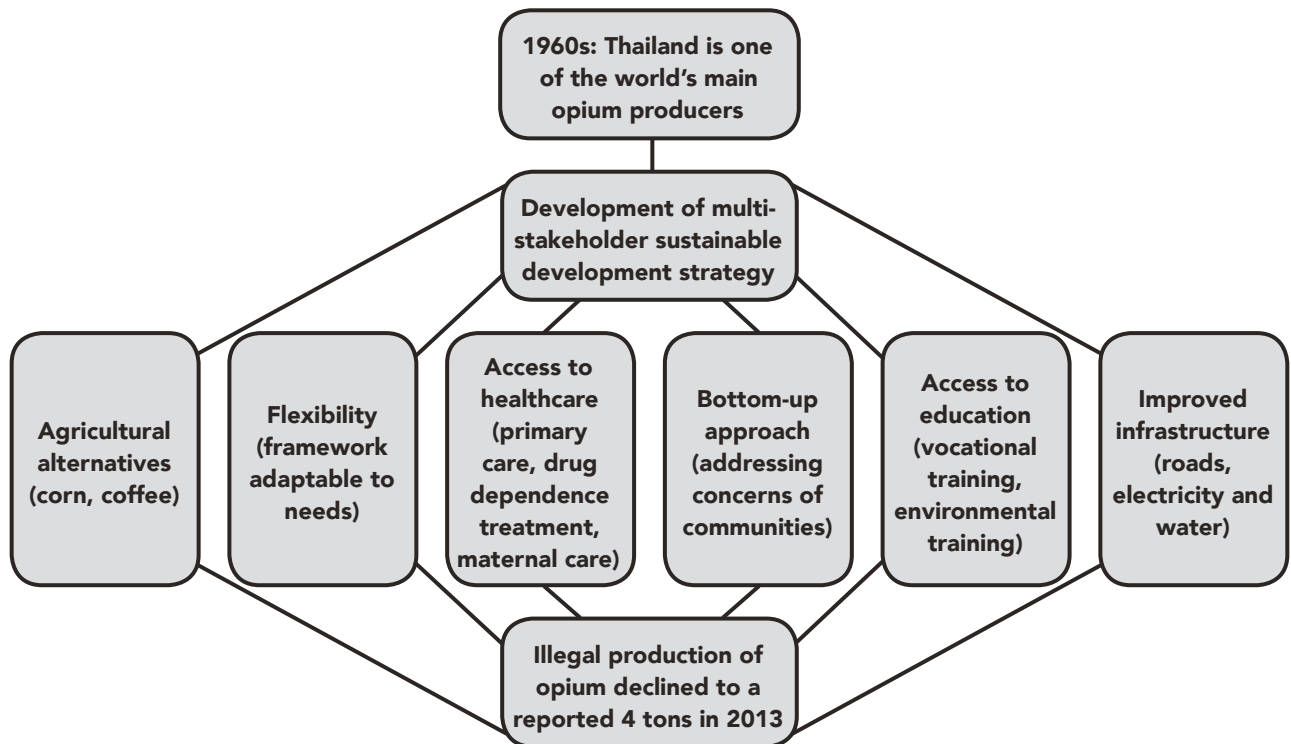 1960s: Thailand is one
of the world’s main
opium producers
Development of multi-
stakeholder sustainable
development strategy
Agricultural
alternatives
(corn, coffee)
Flexibility
(framework
adaptable to
needs)
Access to
healthcare
(primary
care, drug
dependence
treatment,
maternal care)
Bottom-up
approach
(addressing
concerns of
communities)
Access to
education
(vocational
training,
environmental
training)
Improved
infrastructure
(roads,
electricity and
water)
Illegal production of
opium declined to a
reported 4 tons in 2013